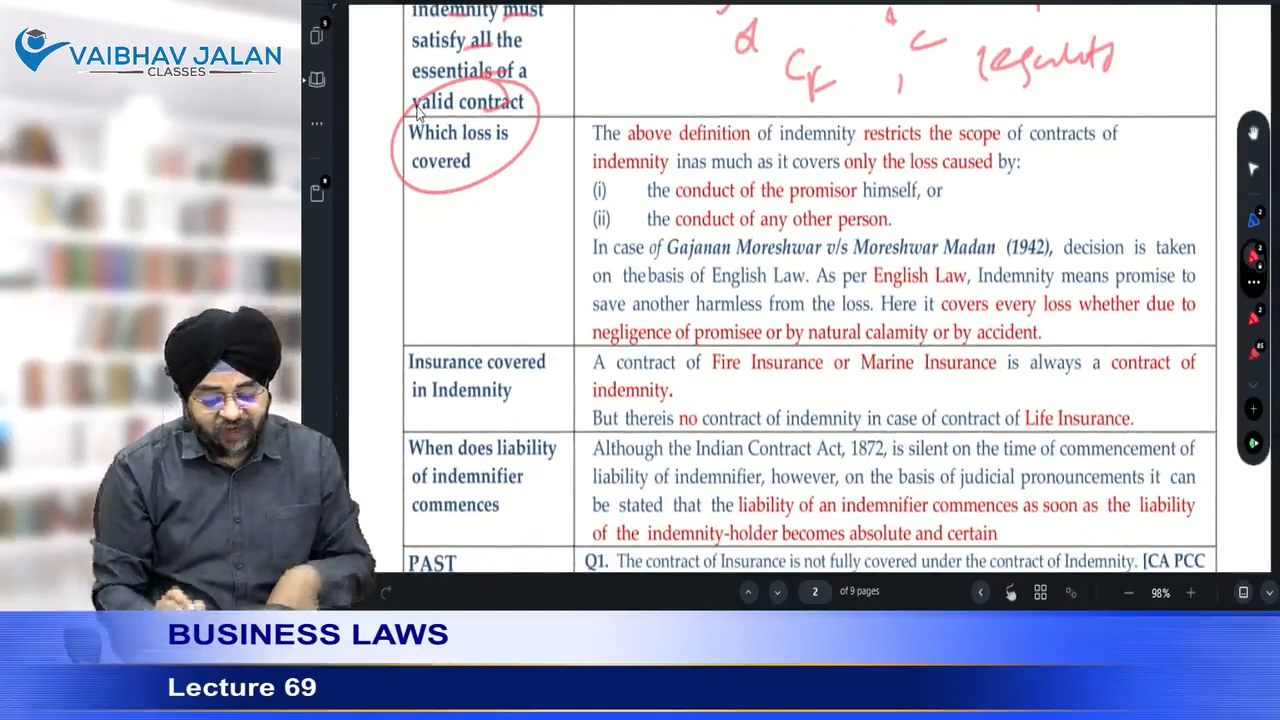 VAIBHAV JALAN
CLASSES
indemnity must
satisfy all the
essentials of a
valid contract
Which loss is
covered
The above definition of indemnity restricts the scope of contracts of
indemnity inas much as it covers only the loss caused by:
(i) the conduct of the promisor himself, or
(ii) the conduct of any other person.
In case of Gajanan Moreshwar v/s Moreshwar Madan (1942), decision is taken
on thebasis of English Law. As per English Law, Indemnity means promise to
save another harmless from the loss. Here it covers every loss whether due to
negligence of promisee or by natural calamity or by accident.
Insurance covered
in Indemnity
A contract of Fire Insurance or Marine Insurance is always a contract of
indemnity.
But thereis no contract of indemnity in case of contract of Life Insurance.
When does liability
of indemnifier
commences
Although the Indian Contract Act, 1872, is silent on the time of commencement of
liability of indemnifier, however, on the basis of judicial pronouncements it can
be stated that the liability of an indemnifier commences as soon as the liability
of the indemnity-holder becomes absolute and certain
PAST
Q1. The contract of Insurance is not fully covered under the contract of Indemnity. [CA PCC
2 of 9 pages
98%
BUSINESS LAWS
Lecture 69